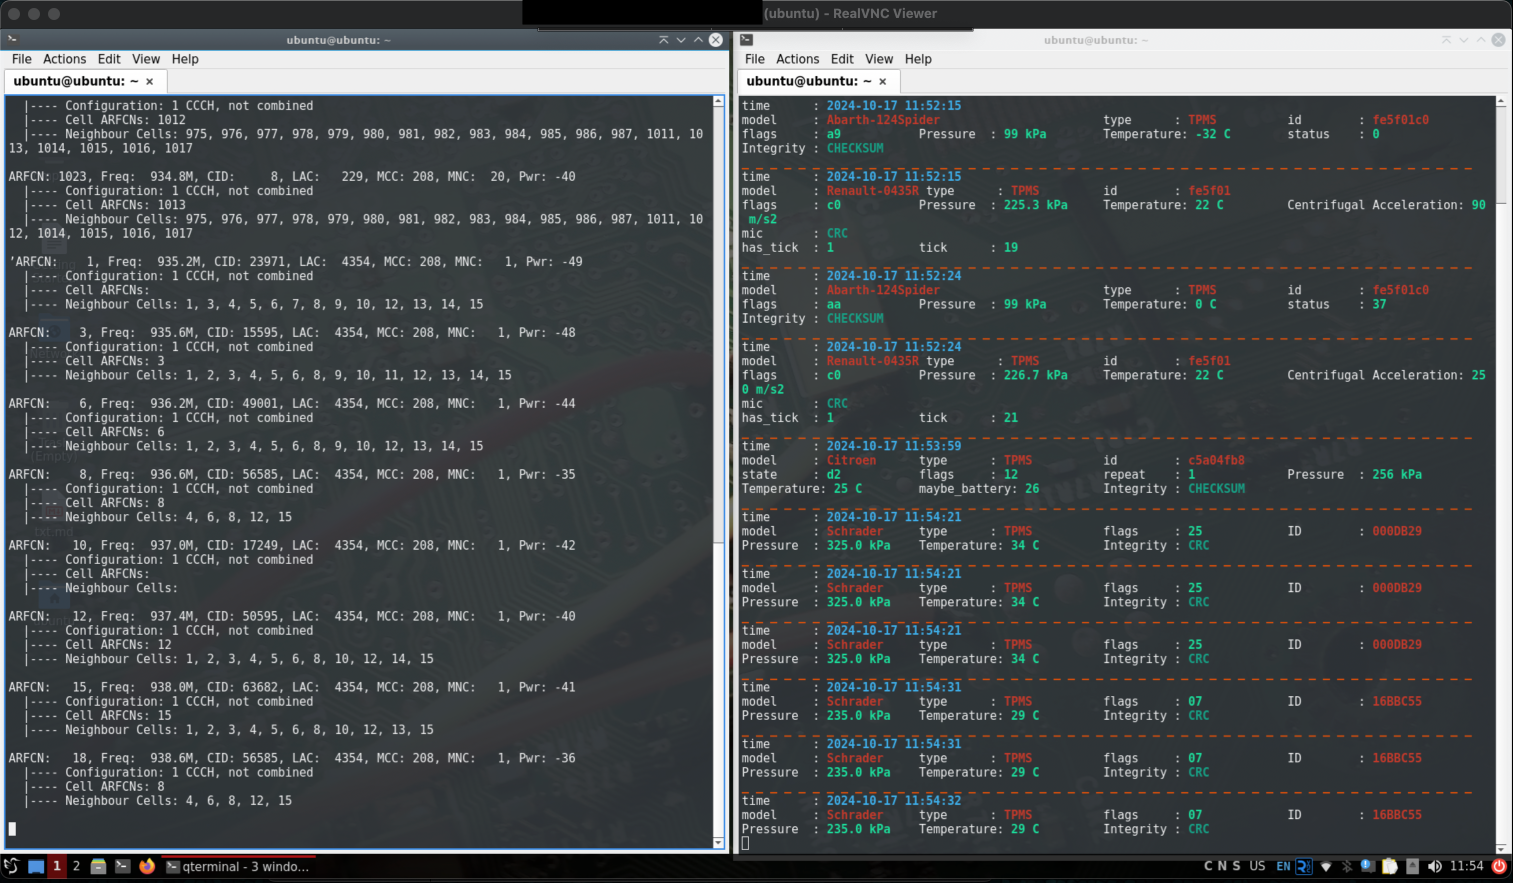 (ubuntu) - RealVNC Viewer
ubuntu@ubuntu: ~
File Actions Edit View Help
ubuntu@ubuntu: ~ ×
|---- Configuration: 1 CCCH, not combined
|---- Cell ARFCNs: 1012
|---- Neighbour Cells: 975, 976, 977, 978, 979, 980, 981, 982, 983, 984, 985, 986, 987, 1011, 10
13, 1014, 1015, 1016, 1017
ARFCN: 1023, Freq:  934.8M, CID:     8, LAC:   229, MCC: 208, MNC:  20, Pwr: -40
|---- Configuration: 1 CCCH, not combined
|---- Cell ARFCNs: 1013
|---- Neighbour Cells: 975, 976, 977, 978, 979, 980, 981, 982, 983, 984, 985, 986, 987, 1011, 10
12, 1014, 1015, 1016, 1017
'ARFCN:    1, Freq:  935.2M, CID: 23971, LAC:  4354, MCC: 208, MNC:   1, Pwr: -49
|---- Configuration: 1 CCCH, not combined
|---- Cell ARFCNs:
|---- Neighbour Cells: 1, 3, 4, 5, 6, 7, 8, 9, 10, 12, 13, 14, 15
ARFCN:    3, Freq:  935.6M, CID: 15595, LAC:  4354, MCC: 208, MNC:   1, Pwr: -48
|---- Configuration: 1 CCCH, not combined
|---- Cell ARFCNs: 3
|---- Neighbour Cells: 1, 2, 3, 4, 5, 6, 8, 9, 10, 11, 12, 13, 14, 15
ARFCN:    6, Freq:  936.2M, CID: 49001, LAC:  4354, MCC: 208, MNC:   1, Pwr: -44
|---- Configuration: 1 CCCH, not combined
|---- Cell ARFCNs: 6
|---- Neighbour Cells: 1, 2, 3, 4, 5, 6, 8, 9, 10, 12, 13, 14, 15
ARFCN:    8, Freq:  936.6M, CID: 56585, LAC:  4354, MCC: 208, MNC:   1, Pwr: -35
|---- Configuration: 1 CCCH, not combined
|---- Cell ARFCNs: 8
|---- Neighbour Cells: 4, 6, 8, 12, 15
ARFCN:   10, Freq:  937.0M, CID: 17249, LAC:  4354, MCC: 208, MNC:   1, Pwr: -42
|---- Configuration: 1 CCCH, not combined
|---- Cell ARFCNs:
|---- Neighbour Cells:
ARFCN:   12, Freq:  937.4M, CID: 50595, LAC:  4354, MCC: 208, MNC:   1, Pwr: -40
|---- Configuration: 1 CCCH, not combined
|---- Cell ARFCNs: 12
|---- Neighbour Cells: 1, 2, 3, 4, 5, 6, 8, 10, 12, 14, 15
ARFCN:   15, Freq:  938.0M, CID: 63682, LAC:  4354, MCC: 208, MNC:   1, Pwr: -41
|---- Configuration: 1 CCCH, not combined
|---- Cell ARFCNs: 15
|---- Neighbour Cells: 1, 2, 3, 4, 5, 6, 8, 10, 12, 13, 15
ARFCN:   18, Freq:  938.6M, CID: 56585, LAC:  4354, MCC: 208, MNC:   1, Pwr: -36
|---- Configuration: 1 CCCH, not combined
|---- Cell ARFCNs: 8
|---- Neighbour Cells: 4, 6, 8, 12, 15
ubuntu@ubuntu: ~
File Actions Edit View Help
ubuntu@ubuntu: ~ ×
time : 2024-10-17 11:52:15
model : Abarth-124Spider type : TPMS id : fe5f01c0
flags : a9 Pressure : 99 kPa Temperature: -32 C status : 0
Integrity : CHECKSUM
time : 2024-10-17 11:52:15
model : Renault-0435R type : TPMS id : fe5f01
flags : c0 Pressure : 225.3 kPa Temperature: 22 C Centrifugal Acceleration: 90
m/s2
mic : CRC
has_tick : 1 tick : 19
time : 2024-10-17 11:52:24
model : Abarth-124Spider type : TPMS id : fe5f01c0
flags : aa Pressure : 99 kPa Temperature: 0 C status : 37
Integrity : CHECKSUM
time : 2024-10-17 11:52:24
model : Renault-0435R type : TPMS id : fe5f01
flags : c0 Pressure : 226.7 kPa Temperature: 22 C Centrifugal Acceleration: 25
0 m/s2
mic : CRC
has_tick : 1 tick : 21
time : 2024-10-17 11:53:59
model : Citroen type : TPMS id : c5a04fb8
state : d2 flags : 12 repeat : 1 Pressure : 256 kPa
Temperature: 25 C maybe_battery: 26 Integrity : CHECKSUM
time : 2024-10-17 11:54:21
model : Schrader type : TPMS flags : 25 ID : 000DB29
Pressure : 325.0 kPa Temperature: 34 C Integrity : CRC
time : 2024-10-17 11:54:21
model : Schrader type : TPMS flags : 25 ID : 000DB29
Pressure : 325.0 kPa Temperature: 34 C Integrity : CRC
time : 2024-10-17 11:54:21
model : Schrader type : TPMS flags : 25 ID : 000DB29
Pressure : 325.0 kPa Temperature: 34 C Integrity : CRC
time : 2024-10-17 11:54:31
model : Schrader type : TPMS flags : 07 ID : 16BBC55
Pressure : 235.0 kPa Temperature: 29 C Integrity : CRC
time : 2024-10-17 11:54:31
model : Schrader type : TPMS flags : 07 ID : 16BBC55
Pressure : 235.0 kPa Temperature: 29 C Integrity : CRC
time : 2024-10-17 11:54:32
model : Schrader type : TPMS flags : 07 ID : 16BBC55
Pressure : 235.0 kPa Temperature: 29 C Integrity : CRC
1 2 qterminal - 3 windo... C N S US EN 11:54